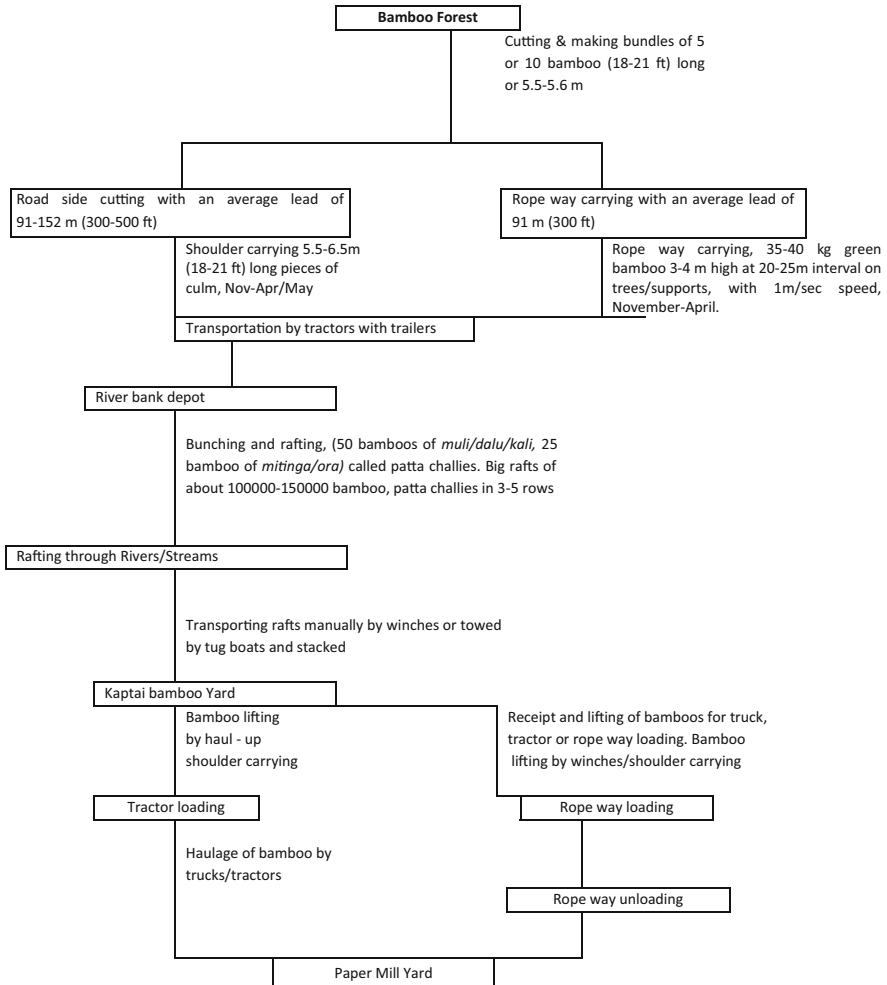 Bamboo Forest
Cutting & making bundles of 5
or 10 bamboo (18-21 ft) long
or 5.5-5.6 m
Road side cutting with an average lead of
91-152 m (300-500 ft)
Rope way carrying with an average lead of
91 m (300 ft)
Shoulder carrying 5.5-6.5m
(18-21 ft) long pieces of
culm, Nov-Apr/May
Rope way carrying, 35-40 kg green
bamboo 3-4 m high at 20-25m interval on
trees/supports, with 1m/sec speed,
November-April.
Transportation by tractors with trailers
River bank depot
Bunching and rafting, (50 bamboos of muli/dalu/kali, 25
bamboo of mitinga/ora) called patta challies. Big rafts of
about 100000-150000 bamboo, patta challies in 3-5 rows
Rafting through Rivers/Streams
Transporting rafts manually by winches or towed
by tug boats and stacked
Kaptai bamboo Yard
Bamboo lifting
by haul - up
shoulder carrying
Receipt and lifting of bamboos for truck,
tractor or rope way loading. Bamboo
lifting by winches/shoulder carrying
Tractor loading
Rope way loading
Haulage of bamboo by
trucks/tractors
Rope way unloading
Paper Mill Yard